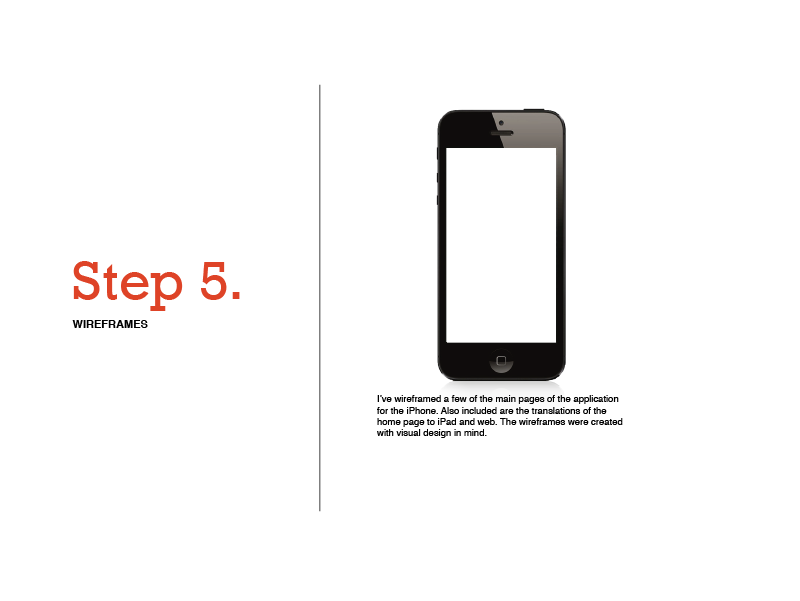 Step 5.
WIREFRAMES
I've wireframed a few of the main pages of the application
for the iPhone. Also included are the translations of the
home page to iPad and web. The wireframes were created
with visual design in mind.